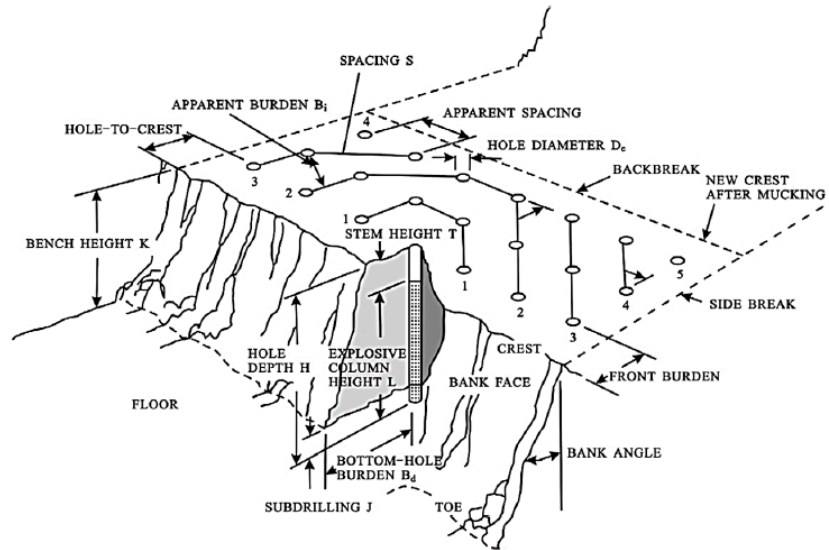 SPACING S
APPARENT BURDEN Bi
4
APPARENT SPACING
HOLE-TO-CREST
HOLE DIAMETER De
3
2
BACKBREAK
NEW CREST
AFTER MUCKING
1
STEM HEIGHT T
BENCH HEIGHT K
1
2
3
4
5
SIDE BREAK
HOLE
DEPTH H
EXPLOSIVE
COLUMN
HEIGHT L
CREST
BANK FACE
FRONT BURDEN
FLOOR
BOTTOM-HOLE
BURDEN Bd
BANK ANGLE
SUBDRILLING J
TOE